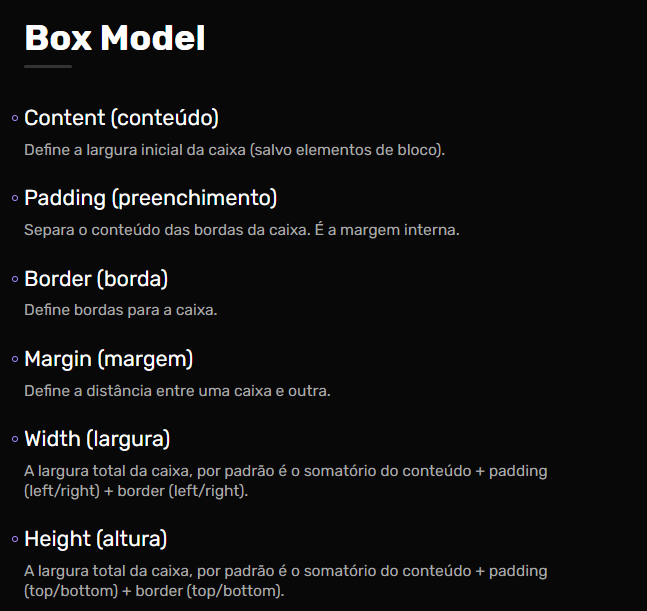 Box Model
Content (conteúdo)
Define a largura inicial da caixa (salvo elementos de bloco).
Padding (preenchimento)
Separa o conteúdo das bordas da caixa. É a margem interna.
Border (borda)
Define bordas para a caixa.
Margin (margem)
Define a distância entre uma caixa e outra.
Width (largura)
A largura total da caixa, por padrão é o somatório do conteúdo + padding
(left/right) + border (left/right).
Height (altura)
A largura total da caixa, por padrão é o somatório do conteúdo + padding
(top/bottom) + border (top/bottom).